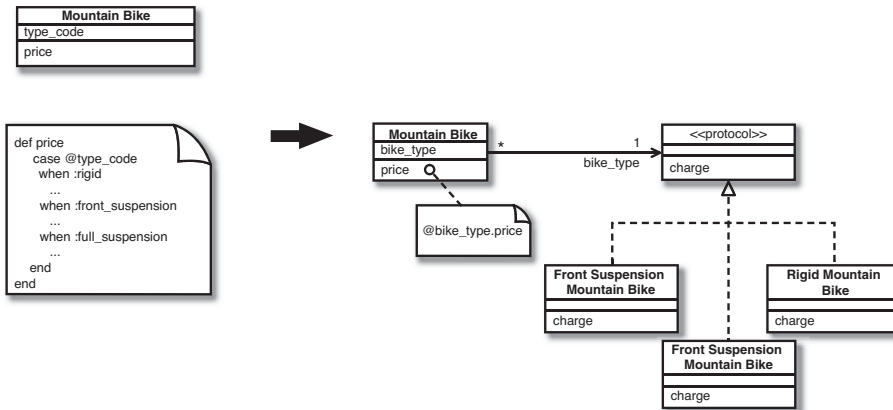 Mountain Bike
type_code
price
def price
case @type_code
when :rigid
...
when :front_suspension
...
when :full_suspension
...
end
end
Mountain Bike
bike_type
price
*
1
bike_type
@bike_type.price
<<protocol>>
charge
Front Suspension
Mountain Bike
charge
Rigid Mountain
Bike
charge
Front Suspension
Mountain Bike
charge